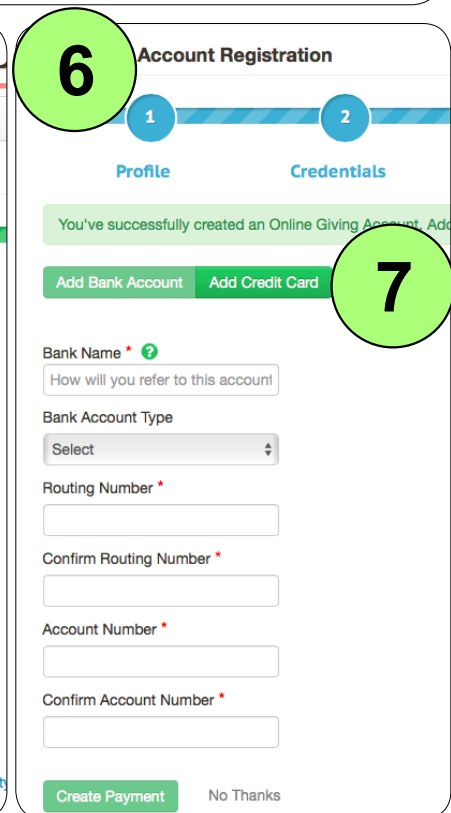 6
Account Registration
1 2
Profile Credentials
You've successfully created an Online Giving Account. Add
Add Bank Account Add Credit Card
7
Bank Name *
How will you refer to this account
Bank Account Type
Select
Routing Number *
Confirm Routing Number *
Account Number *
Confirm Account Number *
Create Payment No Thanks